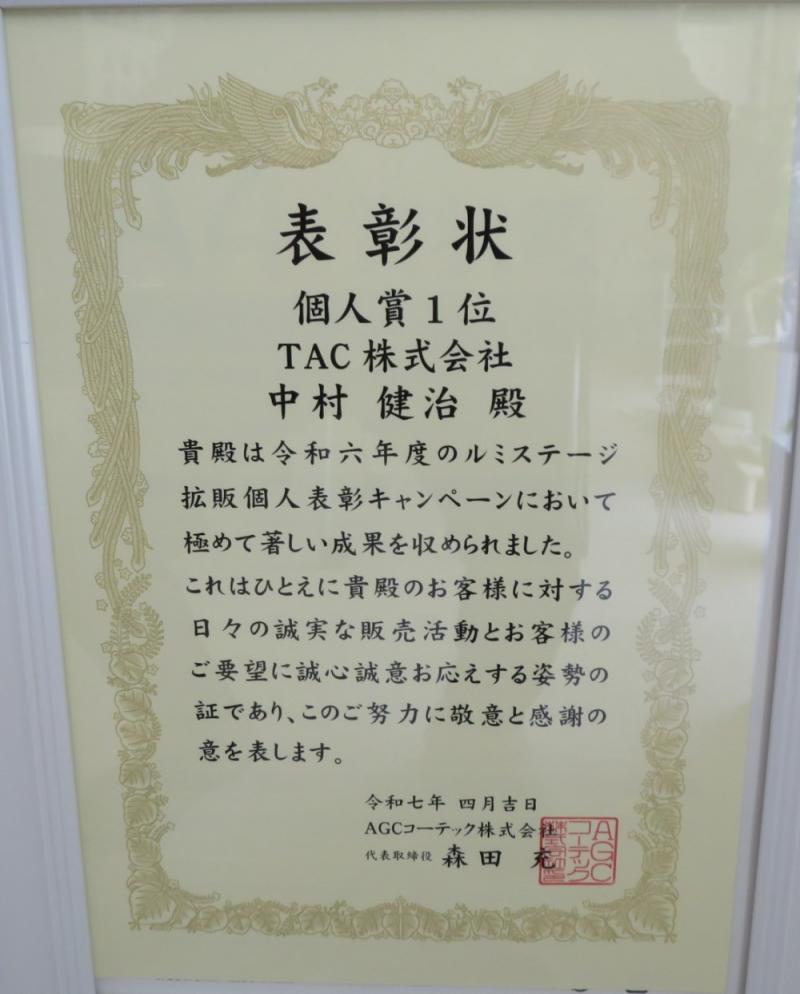 表彰状
個人賞1位
TAC株式会社
中村 健治 殿
貴殿は令和六年度のルミステージ
拡販個人表彰キャンペーンにおいて
極めて著しい成果を収められました。
これはひとえに貴殿のお客様に対する
日々の誠実な販売活動とお客様の
ご要望に誠心誠意お応えする姿勢の
証であり、このご努力に敬意と感謝の
意を表します。
令和七年 四月吉日
AGCコーテック株式会社
代表取締役 森田 充
AGC
コーテック